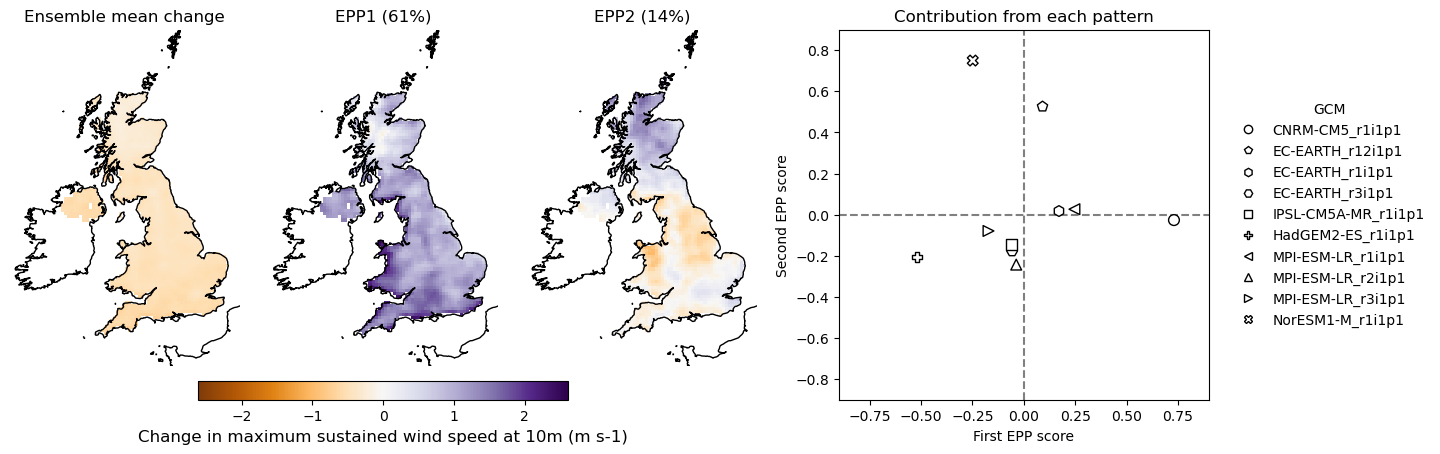 Ensemble mean change
EPP1 (61%)
EPP2 (14%)
−2
−1
0
1
2
Change in maximum sustained wind speed at 10m (m s-1)
Contribution from each pattern
Second EPP score
0.8
0.6
0.4
0.2
0.0
−0.2
−0.4
−0.6
−0.8
−0.75
−0.50
−0.25
0.00
0.25
0.50
0.75
First EPP score
GCM
CNRM-CM5_r1i1p1
EC-EARTH_r12i1p1
EC-EARTH_r1i1p1
EC-EARTH_r3i1p1
IPSL-CM5A-MR_r1i1p1
HadGEM2-ES_r1i1p1
MPI-ESM-LR_r1i1p1
MPI-ESM-LR_r2i1p1
MPI-ESM-LR_r3i1p1
NorESM1-M_r1i1p1